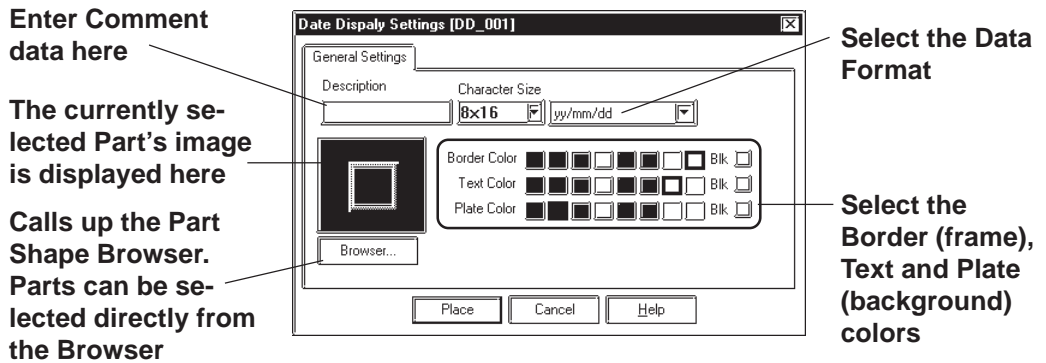 Enter Comment
data here
The currently se-
lected Part's image
is displayed here
Calls up the Part
Shape Browser.
Parts can be se-
lected directly from
the Browser
Date Dispaly Settings [DD_001]
General Settings
Description
Character Size
8×16
yy/mm/dd
Border Color
Blk
Text Color
Blk
Plate Color
Blk
Browser...
Place
Cancel
Help
Select the Data
Format
Select the
Border (frame),
Text and Plate
(background)
colors